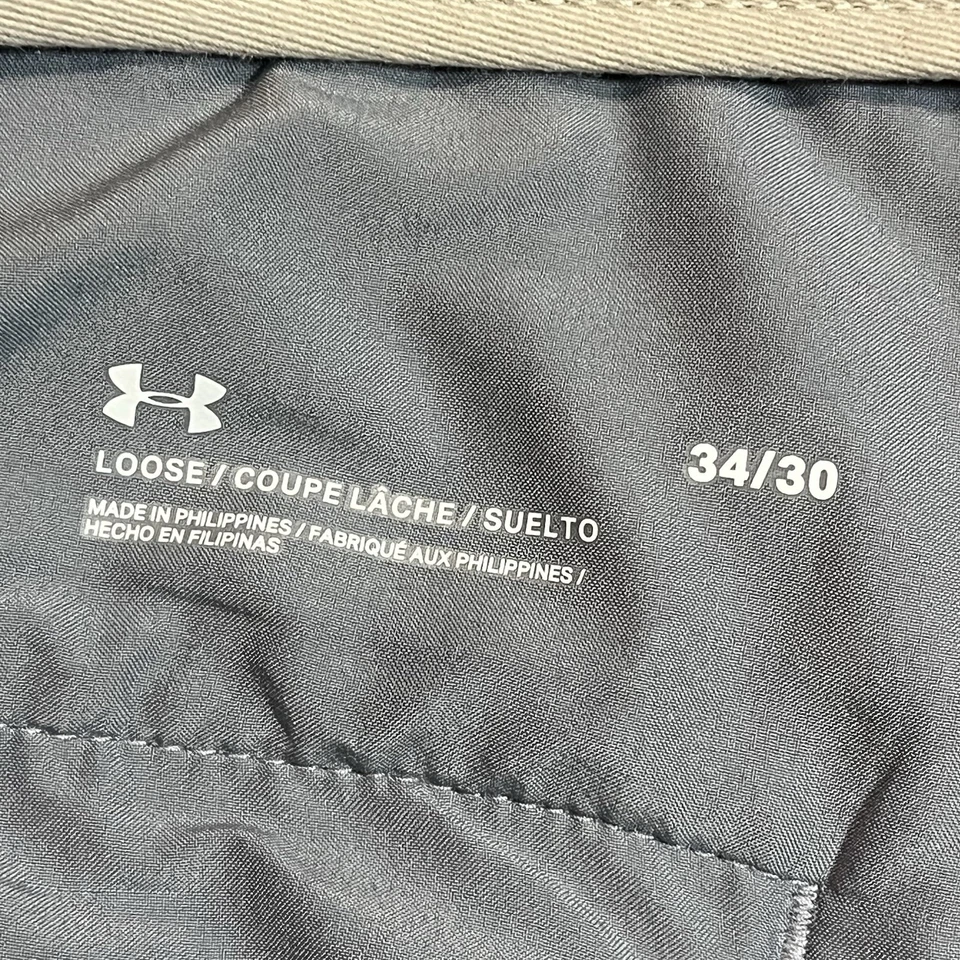 LOOSE / COUPE LÂCHE / SUELTO
MADE IN PHILIPPINES / FABRIQUÉ AUX PHILIPPINES /
HECHO EN FILIPINAS
34/30